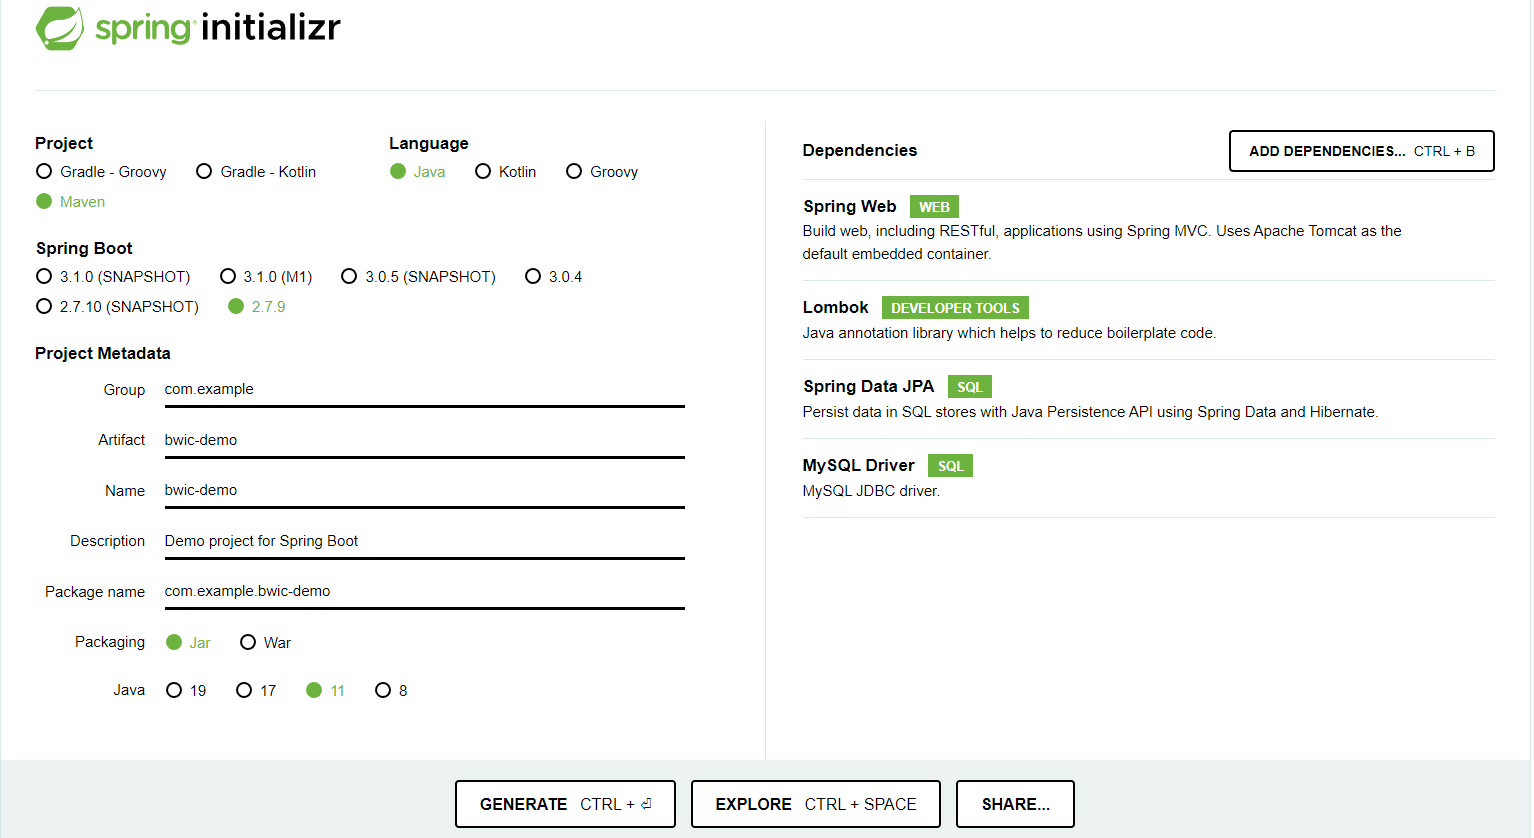 spring initializr
Project
Gradle - Groovy Gradle - Kotlin
Maven
Language
Java Kotlin Groovy
Spring Boot
3.1.0 (SNAPSHOT) 3.1.0 (M1) 3.0.5 (SNAPSHOT) 3.0.4
2.7.10 (SNAPSHOT) 2.7.9
Project Metadata
Group com.example
Artifact bwic-demo
Name bwic-demo
Description Demo project for Spring Boot
Package name com.example.bwic-demo
Packaging Jar War
Java 19 17 11 8
Dependencies
ADD DEPENDENCIES... CTRL + B
Spring Web WEB
Build web, including RESTful, applications using Spring MVC. Uses Apache Tomcat as the
default embedded container.
Lombok DEVELOPER TOOLS
Java annotation library which helps to reduce boilerplate code.
Spring Data JPA SQL
Persist data in SQL stores with Java Persistence API using Spring Data and Hibernate.
MySQL Driver SQL
MySQL JDBC driver.
GENERATE CTRL + ⏎
EXPLORE CTRL + SPACE
SHARE...